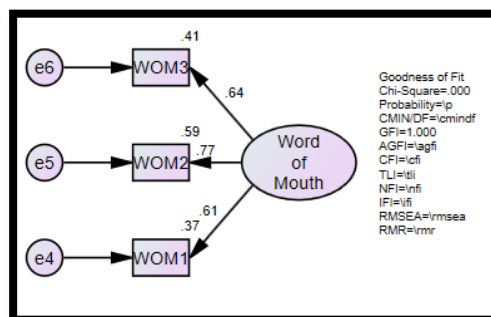 .41
e6
WOM3
.64
.59
e5
WOM2
.77
Word
of
Mouth
.61
.37
e4
WOM1
Goodness of Fit
Chi-Square=.000
Probability=\p
CMIN/DF=\cmindf
GFI=1.000
AGFI=\agfi
CFI=\cfi
TLI=\tli
NFI=\nfi
IFI=\ifi
RMSEA=\rmsea
RMR=\rmr